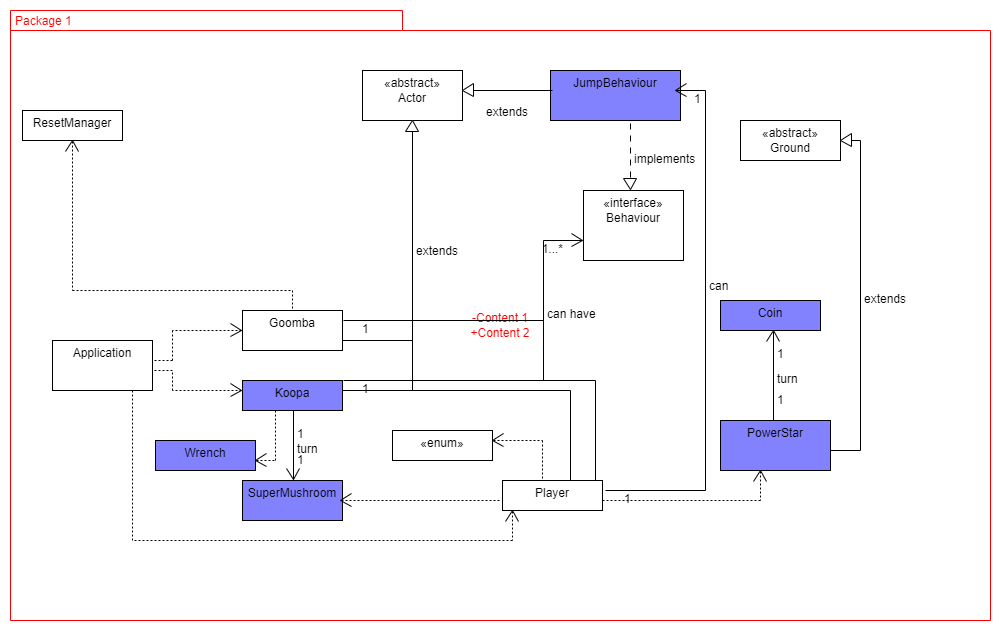 Package 1
«abstract»
Actor
JumpBehaviour
extends
1
ResetManager
«abstract»
Ground
implements
«interface»
Behaviour
1...*
extends
can
extends
Goomba
1
-Content 1
+Content 2
can have
Coin
Application
1
turn
1
Koopa
1
Wrench
1
turn
1
«enum»
PowerStar
SuperMushroom
Player
1